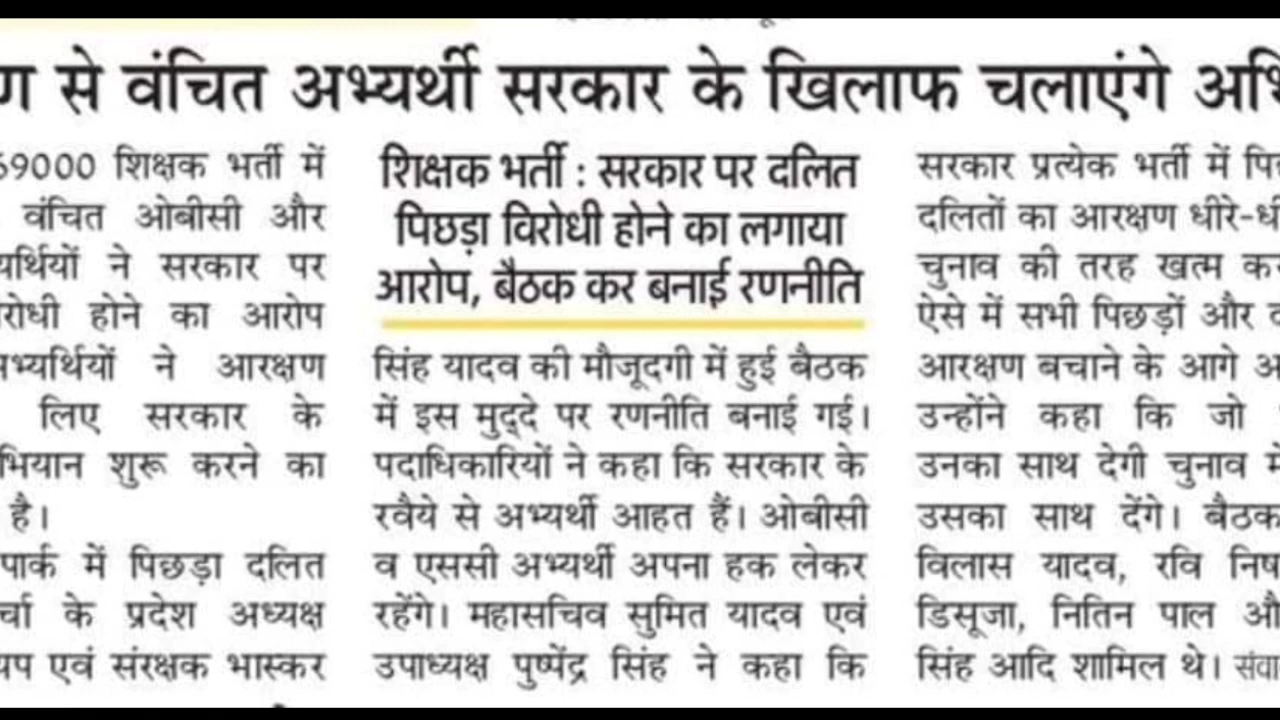 से वंचित अभ्यर्थी सरकार के खिलाफ चलाएंगे
69000 शिक्षक भर्ती में
वंचित ओबीसी और
ने सरकार पर
होने का आरोप
ने आरक्षण
लिए सरकार के
शुरू करने का
है।
पार्क में पिछड़ा दलित
के प्रदेश अध्यक्ष
एवं संरक्षक भास्कर
शिक्षक भर्ती : सरकार पर दलित
पिछड़ा विरोधी होने का लगाया
आरोप, बैठक कर बनाई रणनीति
सिंह यादव की मौजूदगी में हुई बैठक
में इस मुद्दे पर रणनीति बनाई गई।
पदाधिकारियों ने कहा कि सरकार के
रवैये से अभ्यर्थी आहत हैं। ओबीसी
व एससी अभ्यर्थी अपना हक लेकर
रहेंगे। महासचिव सुमित यादव एवं
उपाध्यक्ष पुष्पेंद्र सिंह ने कहा कि
सरकार प्रत्येक भर्ती में
दलितों का आरक्षण
चुनाव की तरह खत्म
ऐसे में सभी पिछड़ों और
आरक्षण बचाने के आगे
उन्होंने कहा कि जो
उनका साथ देगी चुनाव
उसका साथ देंगे। बैठक
विलास यादव, रवि
डिसूजा, नितिन पाल
सिंह आदि शामिल थे।